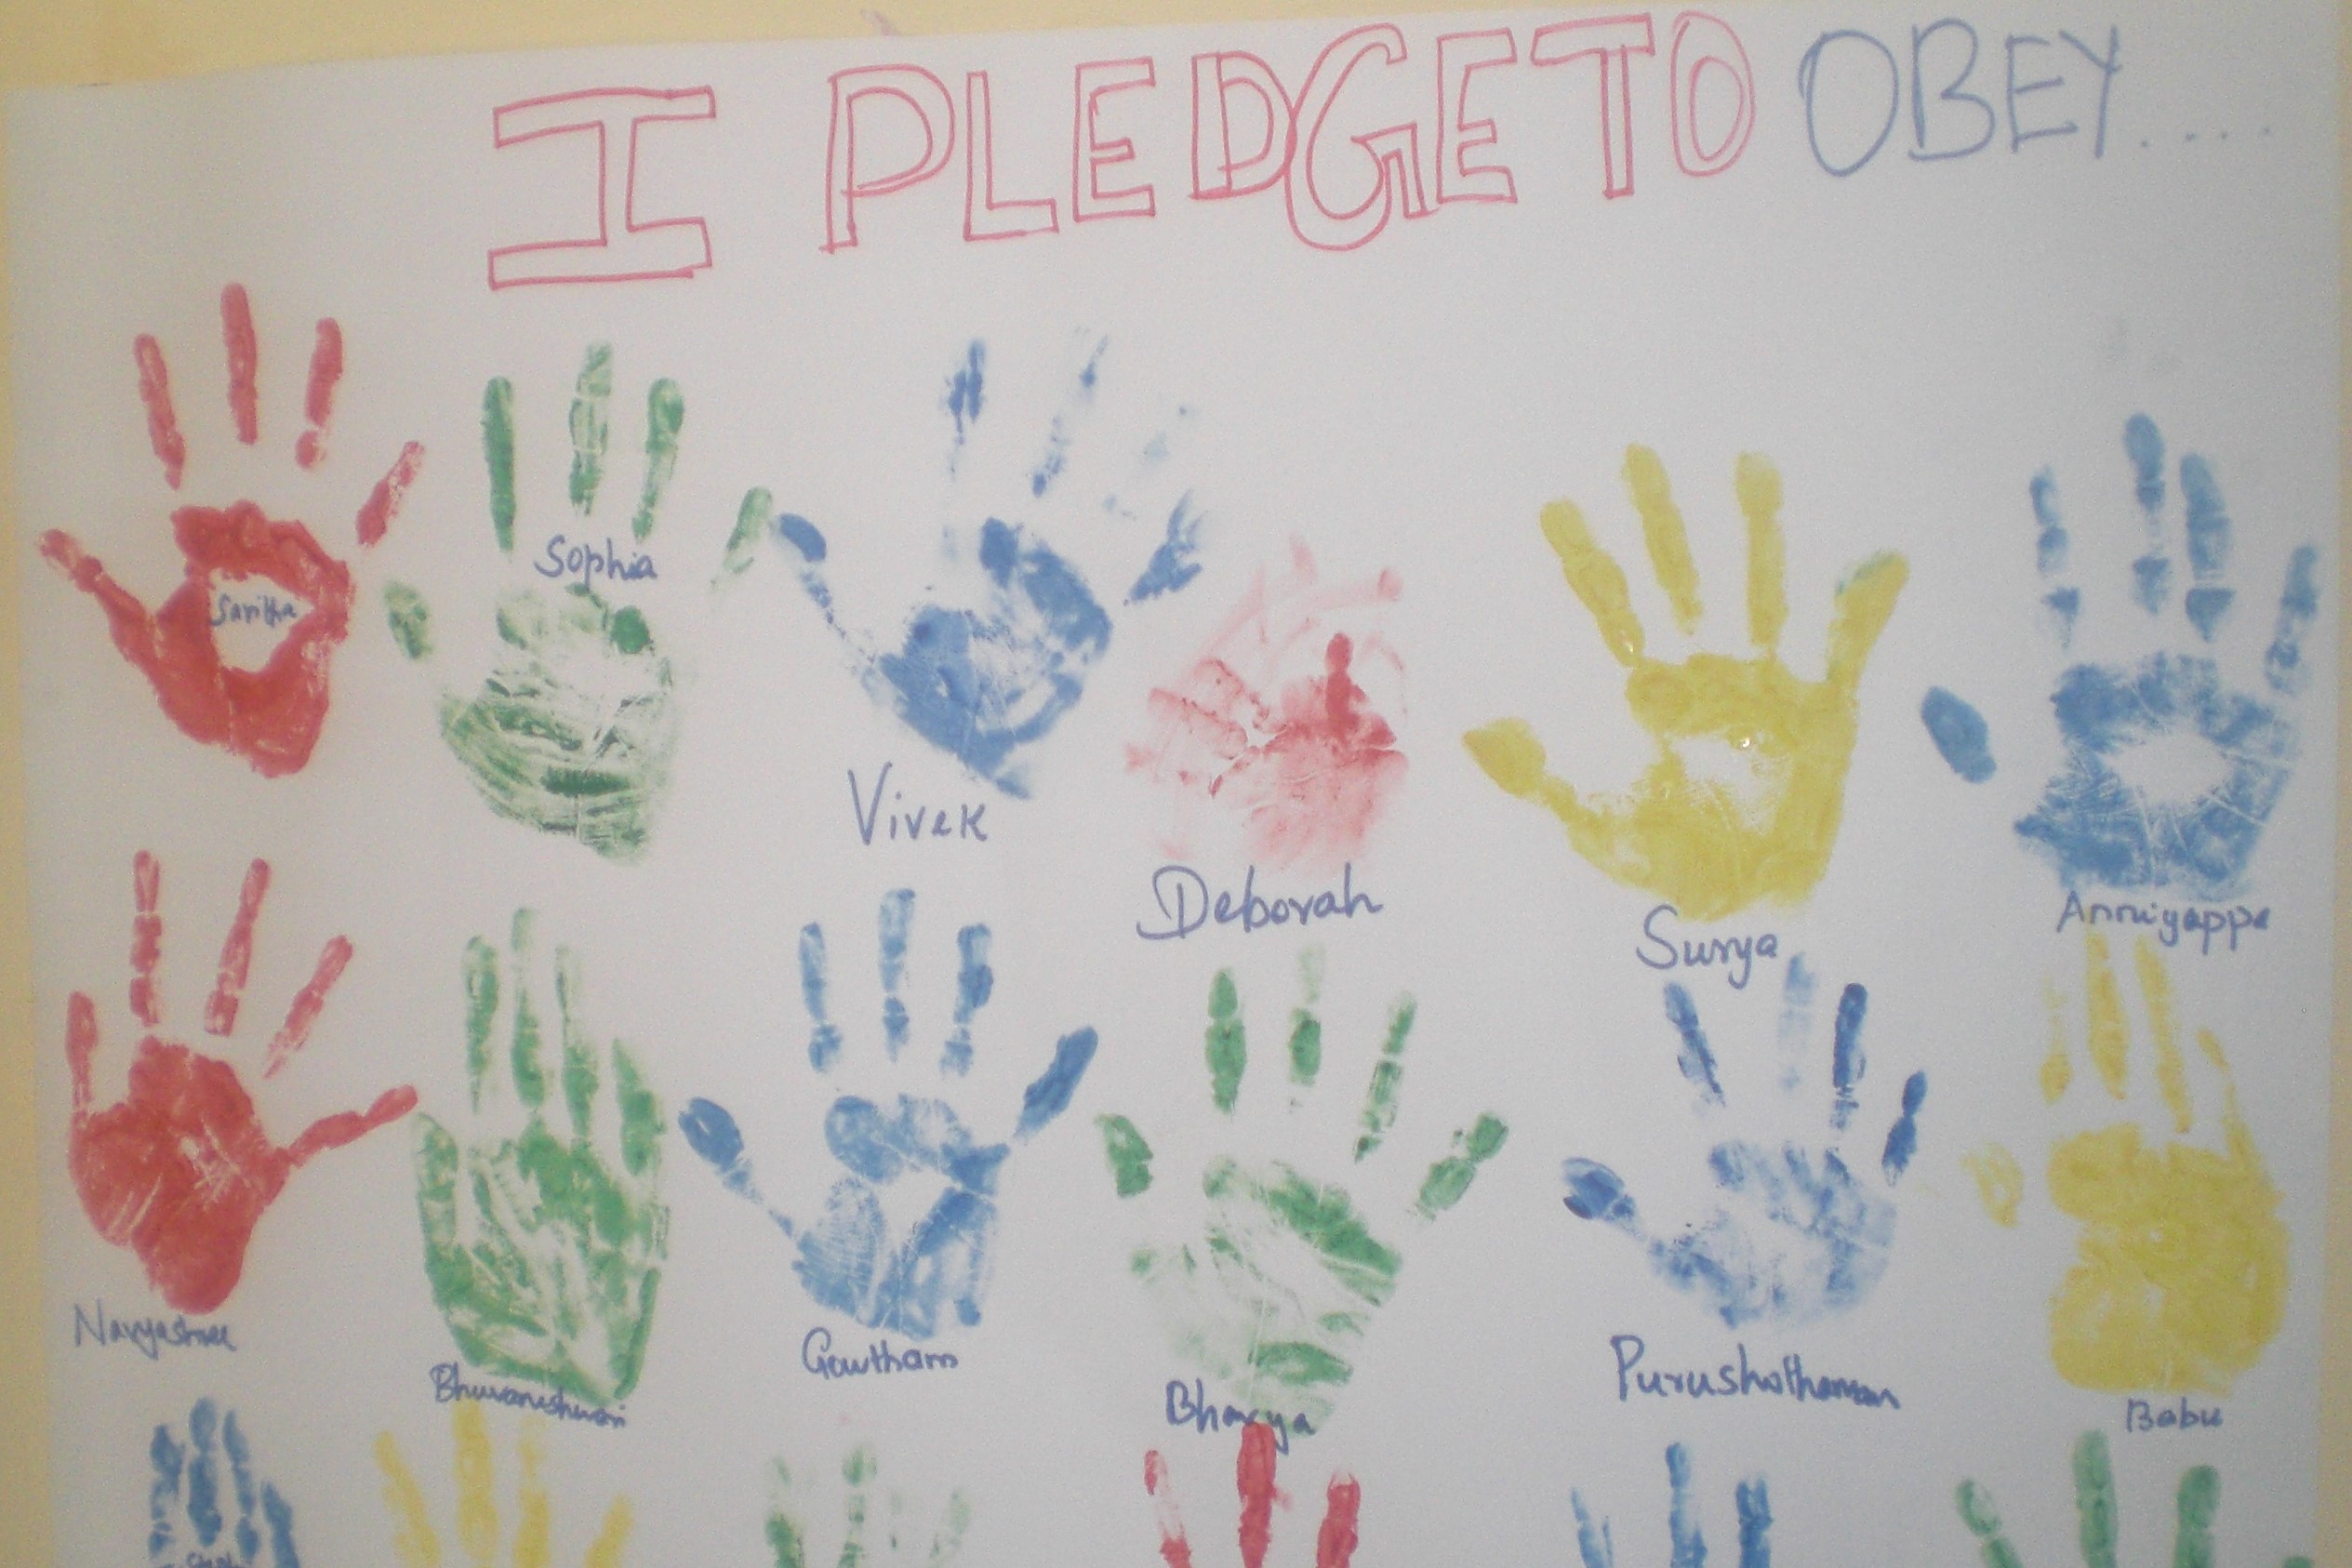 I PLEDGE TO OBEY.....
Sophia
Saritha
Vivek
Deborah
Surya
Anniyappa
Navyashree
Bhuvaneshwari
Gowtham
Bhavya
Purushothaman
Babu